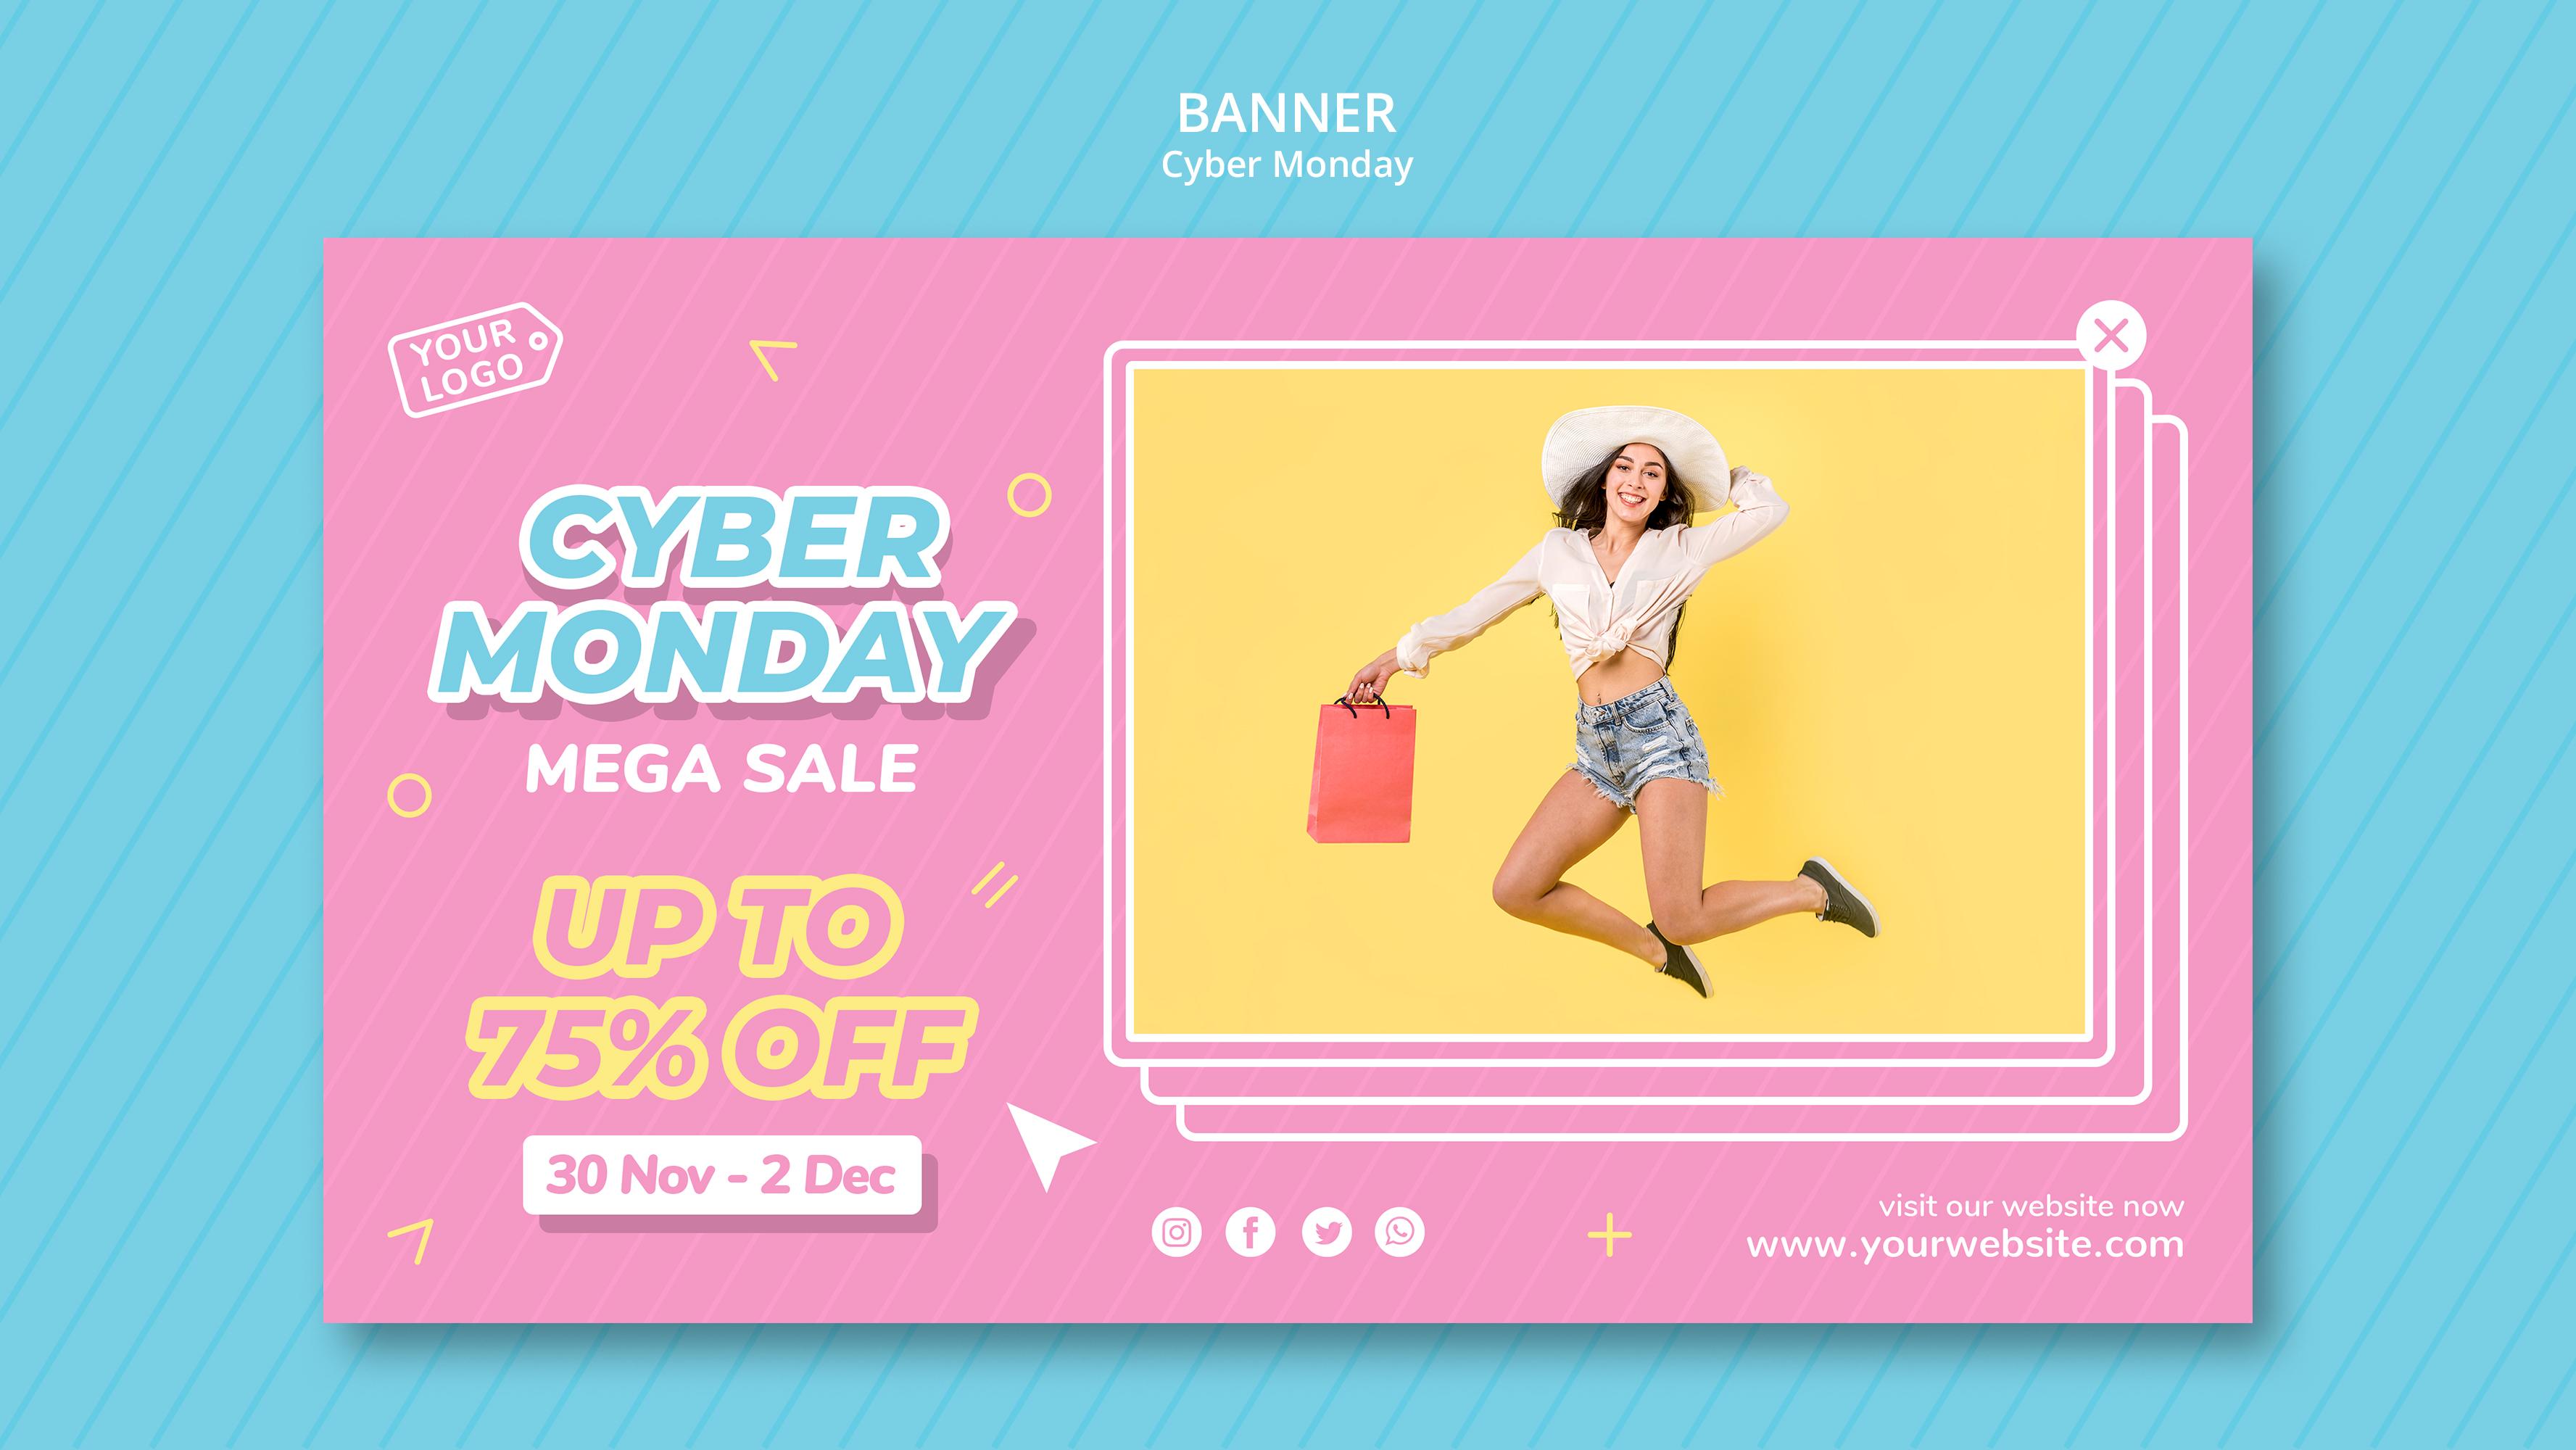 BANNER
Cyber Monday
YOUR
LOGO
CYBER
MONDAY
MEGA SALE
UP TO
75% OFF
30 Nov - 2 Dec
visit our website now
www.yourwebsite.com